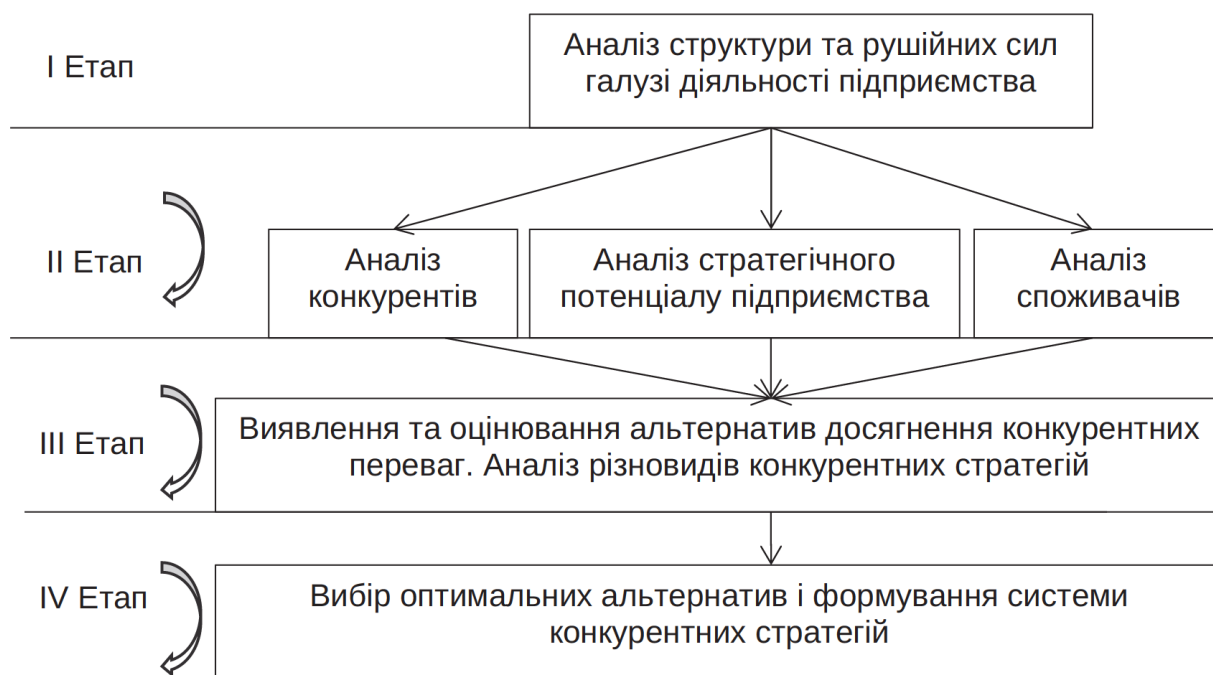 I Етап
Аналіз структури та рушійних сил
галузі діяльності підприємства
II Етап
Аналіз
конкурентів
Аналіз стратегічного
потенціалу підприємства
Аналіз
споживачів
III Етап
Виявлення та оцінювання альтернатив досягнення конкурентних
переваг. Аналіз різновидів конкурентних стратегій
IV Етап
Вибір оптимальних альтернатив і формування системи
конкурентних стратегій